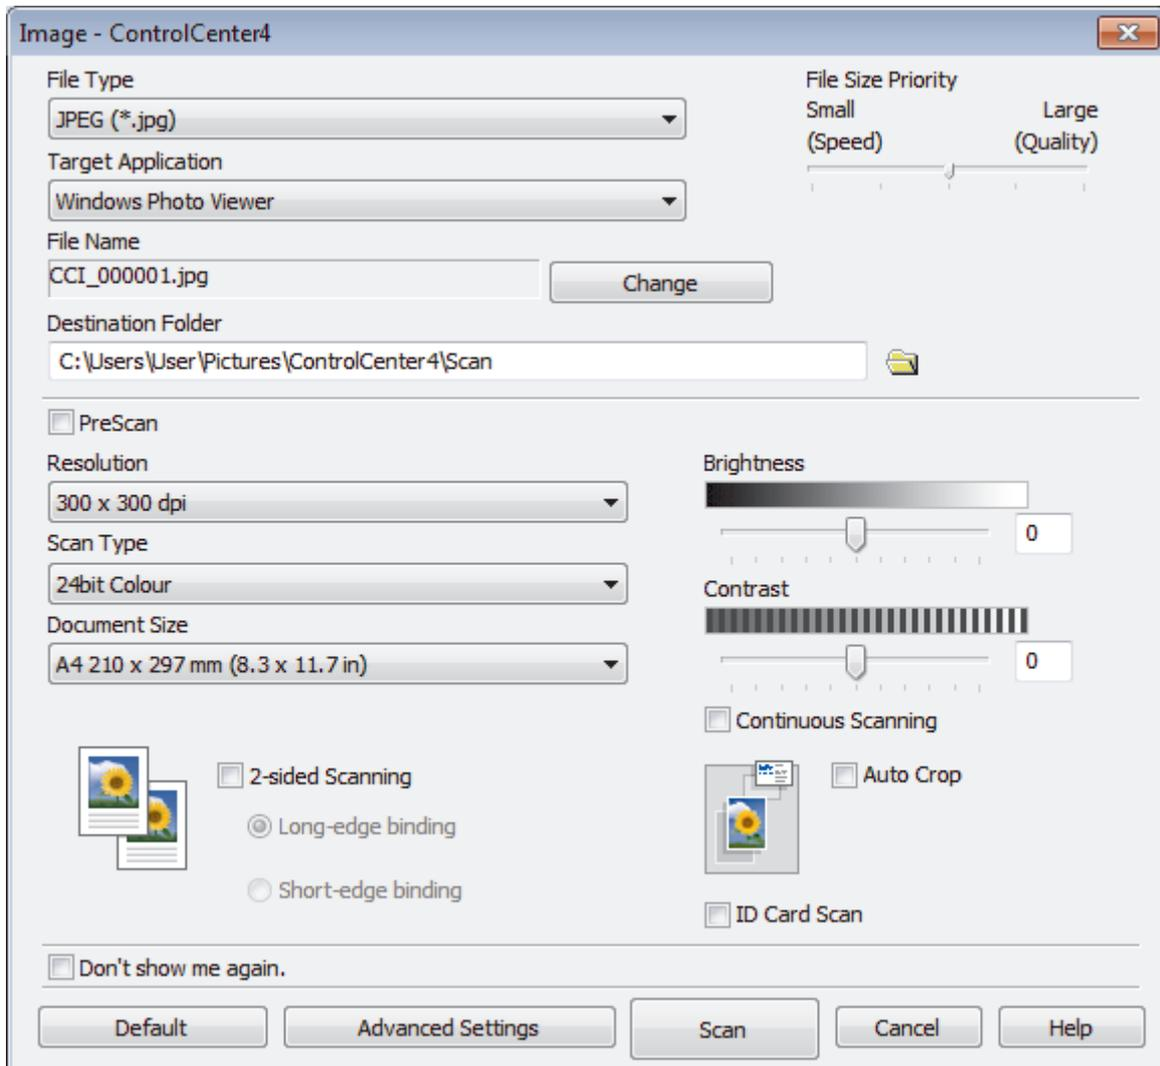 Image - ControlCenter4
File Type
JPEG (*.jpg)
Target Application
Windows Photo Viewer
File Name
CCI_000001.jpg
Change
Destination Folder
C:\Users\User\Pictures\ControlCenter4\Scan
File Size Priority
Small Large
(Speed) (Quality)
PreScan
Resolution
300 x 300 dpi
Scan Type
24bit Colour
Document Size
A4 210 x 297 mm (8.3 x 11.7 in)
Brightness
0
Contrast
0
Continuous Scanning
2-sided Scanning
Long-edge binding
Short-edge binding
Auto Crop
ID Card Scan
Don't show me again.
Default Advanced Settings Scan Cancel Help